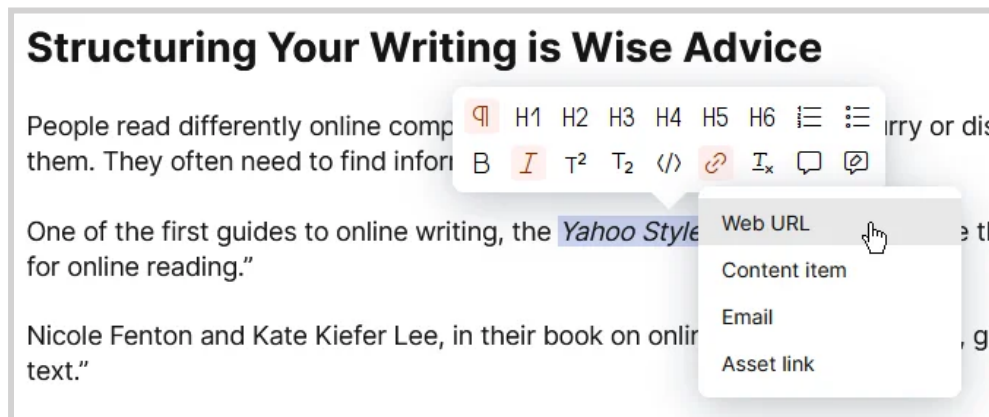 Structuring Your Writing is Wise Advice
People read differently online comp
H1 H2 H3 H4 H5 H6
rry or dis
them. They often need to find infor
B I T² T₂ </> Tx
Web URL
One of the first guides to online writing, the Yahoo Style
Content item
for online reading.”
Email
Nicole Fenton and Kate Kiefer Lee, in their book on onlin
, g
Asset link
text.”